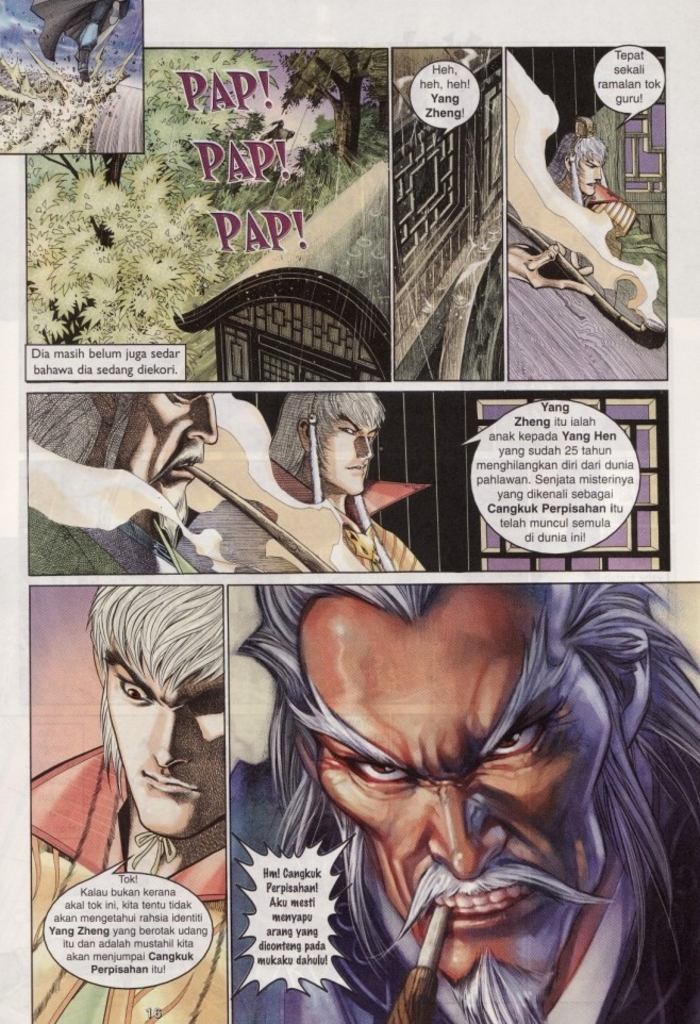 PAP!
PAP!
PAP!
Dia masih belum juga sedar
bahawa dia sedang diekori.
Heh,
heh, heh!
Yang
Zheng!
Tepat
sekali
ramalan tok
guru!
Yang
Zheng itu ialah
anak kepada Yang Hen
yang sudah 25 tahun
menghilangkan diri dari dunia
pahlawan. Senjata misterinya
yang dikenali sebagai
Cangkuk Perpisahan itu
telah muncul semula
di dunia ini!
Tok!
Kalau bukan kerana
akal tok ini, kita tentu tidak
akan mengetahui rahsia identiti
Yang Zheng yang berotak udang
itu dan adalah mustahil kita
akan menjumpai Cangkuk
Perpisahan itu!
Hm! Cangkuk
Perpisahan!
Aku mesti
menyapu
arang yang
diconteng pada
mukaku dahulu!
16